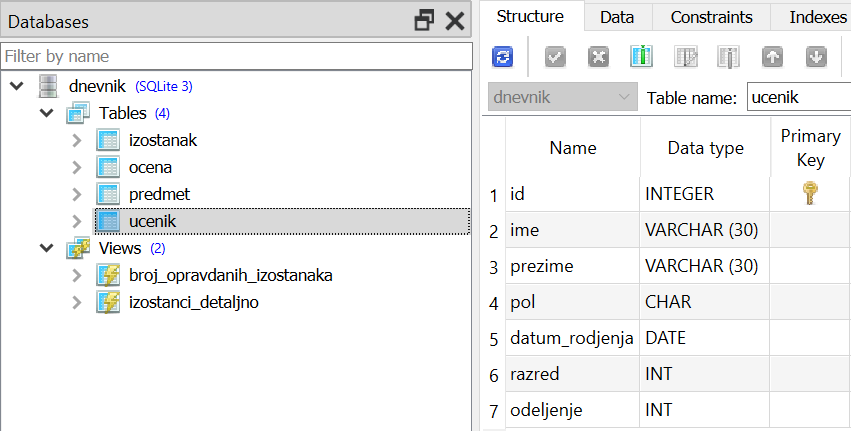 Databases
Filter by name
dnevnik (SQLite 3)
Tables (4)
izostanak
ocena
predmet
ucenik
Views (2)
broj_opravdanih_izostanaka
izostanci_detaljno
Structure Data Constraints Indexes
dnevnik Table name: ucenik
Name Data type Primary Key
1 id INTEGER
2 ime VARCHAR (30)
3 prezime VARCHAR (30)
4 pol CHAR
5 datum_rodjenja DATE
6 razred INT
7 odeljenje INT